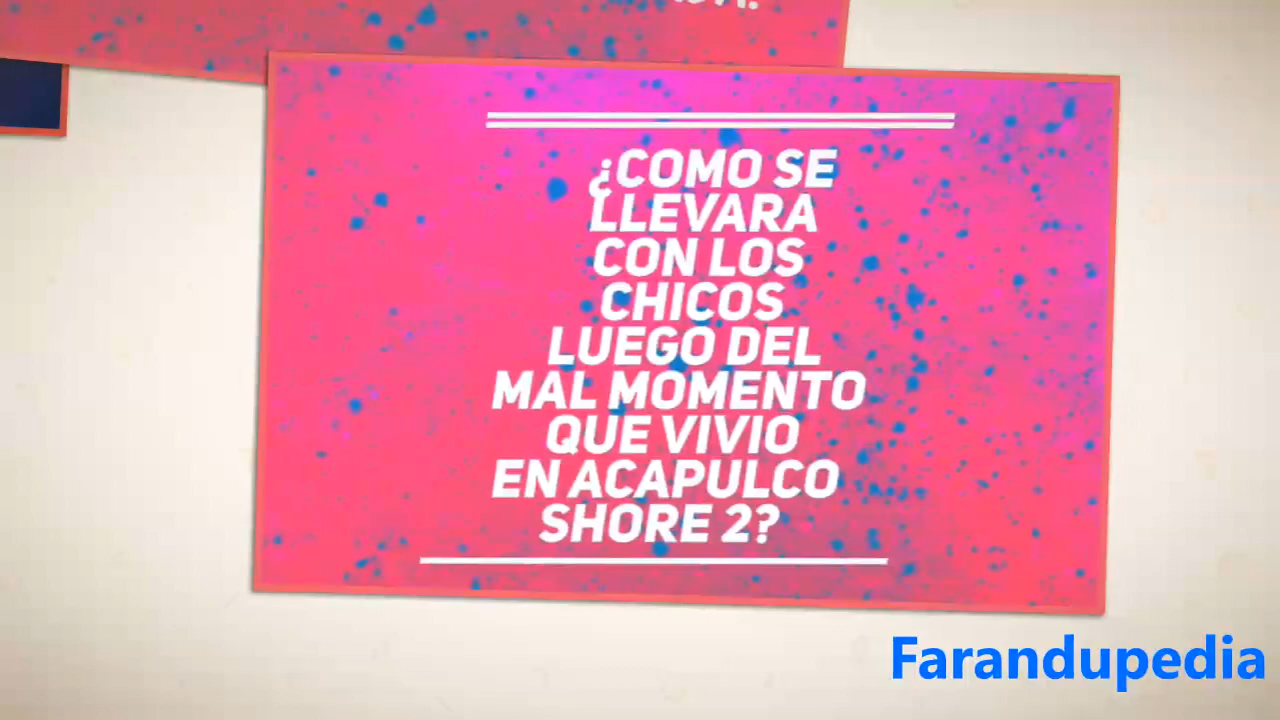 ¿COMO SE
LLEVARA
CON LOS
CHICOS
LUEGO DEL
MAL MOMENTO
QUE VIVIO
EN ACAPULCO
SHORE 2?
Farandupedia